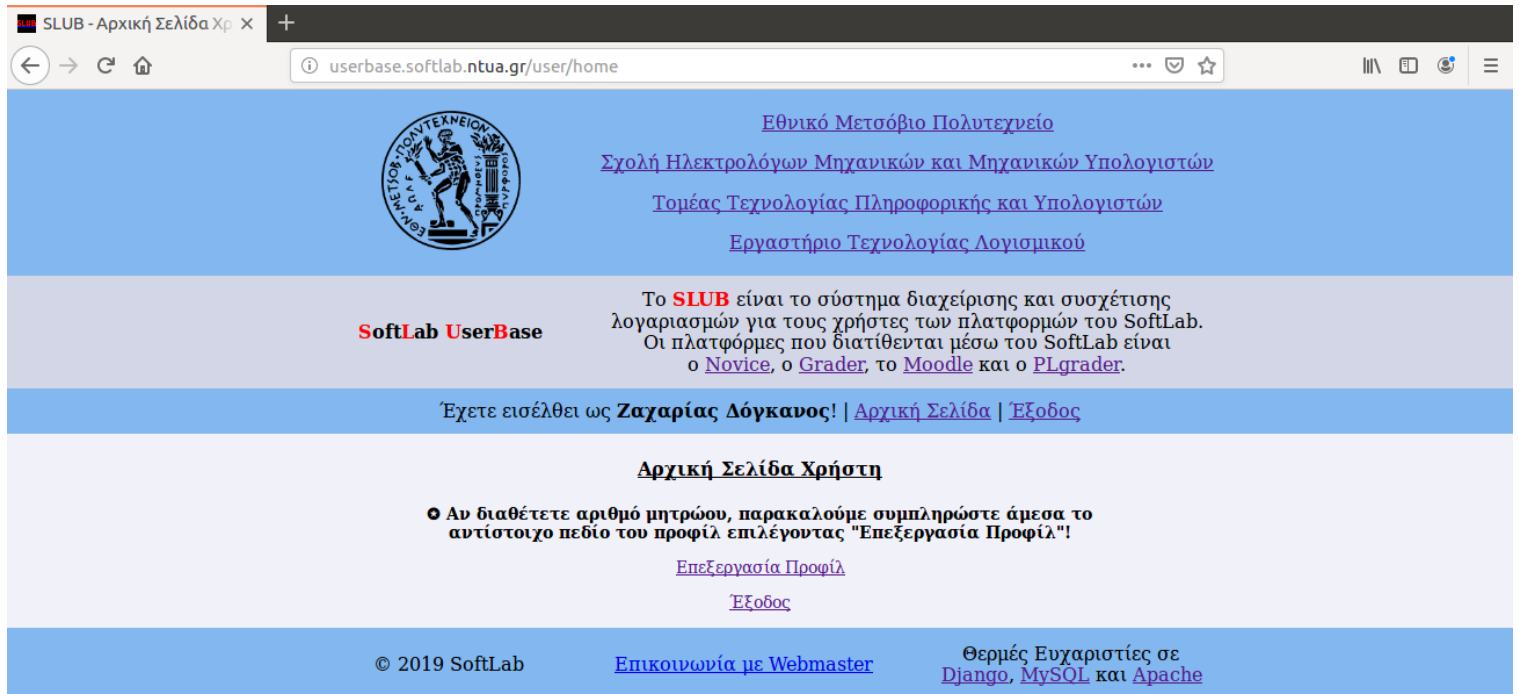 SLUB - Αρχική Σελίδα Χρ
userbase.softlab.ntua.gr/user/home
ΕΘΝ·ΜΕΤΣΟΒ·ΠΟΛΥΤΕΧΝΕΙΟΝ
Εθνικό Μετσόβιο Πολυτεχνείο
Σχολή Ηλεκτρολόγων Μηχανικών και Μηχανικών Υπολογιστών
Τομέας Τεχνολογίας Πληροφορικής και Υπολογιστών
Εργαστήριο Τεχνολογίας Λογισμικού
SoftLab UserBase
Το SLUB είναι το σύστημα διαχείρισης και συσχέτισης
λογαριασμών για τους χρήστες των πλατφορμών του SoftLab.
Οι πλατφόρμες που διατίθενται μέσω του SoftLab είναι
ο Novice, ο Grader, το Moodle και ο PLgrader.
Έχετε εισέλθει ως Ζαχαρίας Δόγκανος! | Αρχική Σελίδα | Έξοδος
Αρχική Σελίδα Χρήστη
✪ Αν διαθέτετε αριθμό μητρώου, παρακαλούμε συμπληρώστε άμεσα το
αντίστοιχο πεδίο του προφίλ επιλέγοντας "Επεξεργασία Προφίλ"!
Επεξεργασία Προφίλ
Έξοδος
© 2019 SoftLab
Επικοινωνία με Webmaster
Θερμές Ευχαριστίες σε
Django, MySQL και Apache